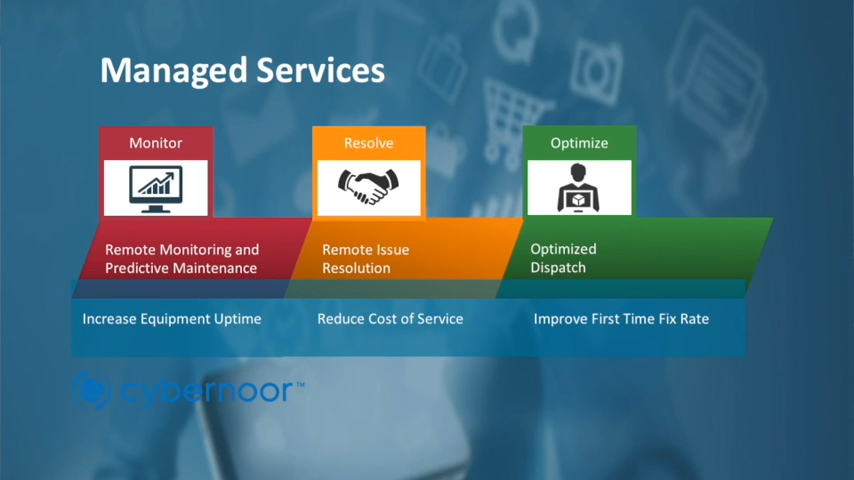 Managed Services
Monitor
Resolve
Optimize
Remote Monitoring and
Predictive Maintenance
Remote Issue
Resolution
Optimized
Dispatch
Increase Equipment Uptime
Reduce Cost of Service
Improve First Time Fix Rate
cybernoor™